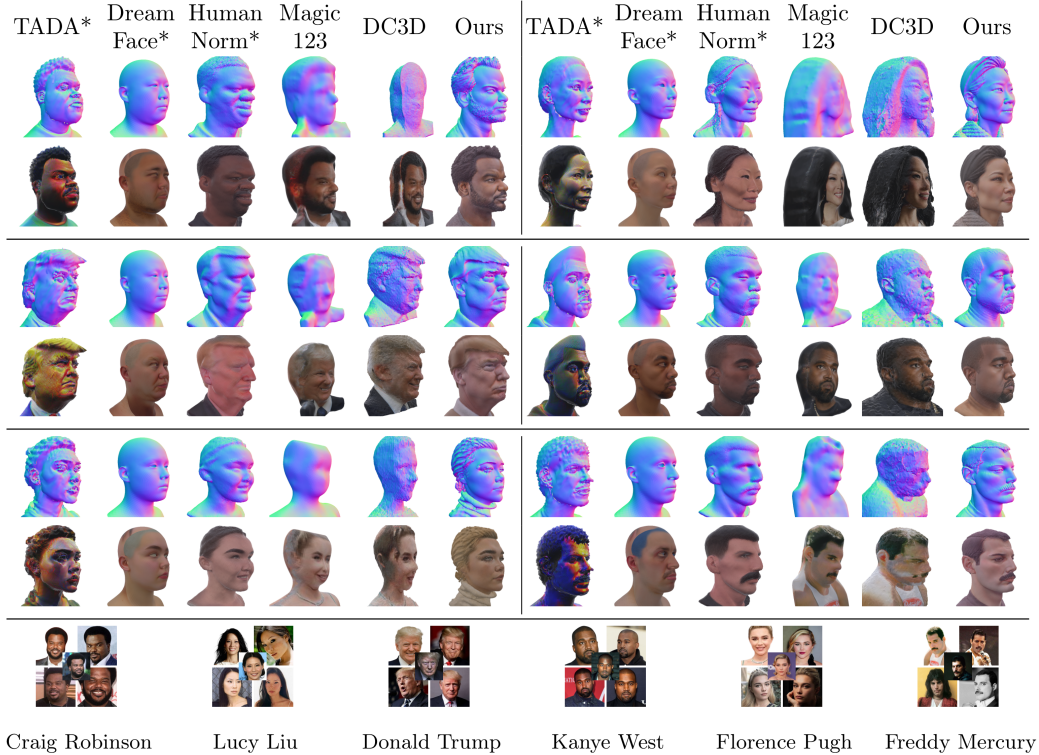 TADA* Dream Face* Human Norm* Magic 123 DC3D Ours TADA* Dream Face* Human Norm* Magic 123 DC3D Ours
Craig Robinson Lucy Liu Donald Trump Kanye West Florence Pugh Freddy Mercury